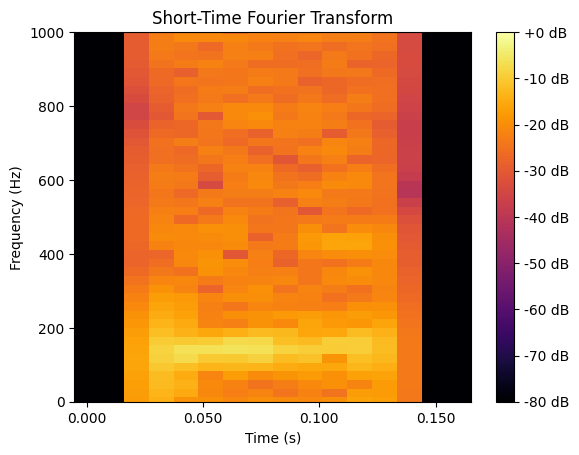 Short-Time Fourier Transform
Frequency (Hz)
1000
800
600
400
200
0
0.000
0.050
0.100
0.150
Time (s)
+0 dB
-10 dB
-20 dB
-30 dB
-40 dB
-50 dB
-60 dB
-70 dB
-80 dB